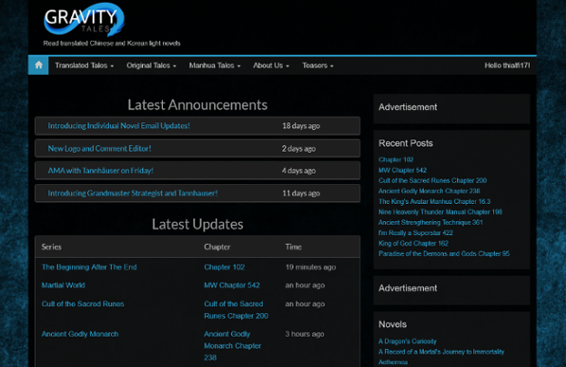 GRAVITY
TALES
Read translated Chinese and Korean light novels
Translated Tales
Original Tales
Manhua Tales
About Us
Teasers
Hello thialfi17!
Latest Announcements
Introducing Individual Novel Email Updates! 18 days ago
New Logo and Comment Editor! 2 days ago
AMA with Tannhäuser on Friday! 4 days ago
Introducing Grandmaster Strategist and Tannhauser! 11 days ago
Latest Updates
Series Chapter Time
The Beginning After The End Chapter 102 19 minutes ago
Martial World MW Chapter 542 an hour ago
Cult of the Sacred Runes Cult of the Sacred an hour ago
Runes Chapter 200
Ancient Godly Monarch Ancient Godly 3 hours ago
Monarch Chapter
238
Advertisement
Recent Posts
Chapter 102
MW Chapter 542
Cult of the Sacred Runes Chapter 200
Ancient Godly Monarch Chapter 238
The King's Avatar Manhua Chapter 16.3
Nine Heavenly Thunder Manual Chapter 198
Ancient Strengthening Technique 361
I'm Really a Superstar 422
King of God Chapter 162
Paradise of the Demons and Gods Chapter 95
Advertisement
Novels
A Dragon's Curiosity
A Record of a Mortal's Journey to Immortality